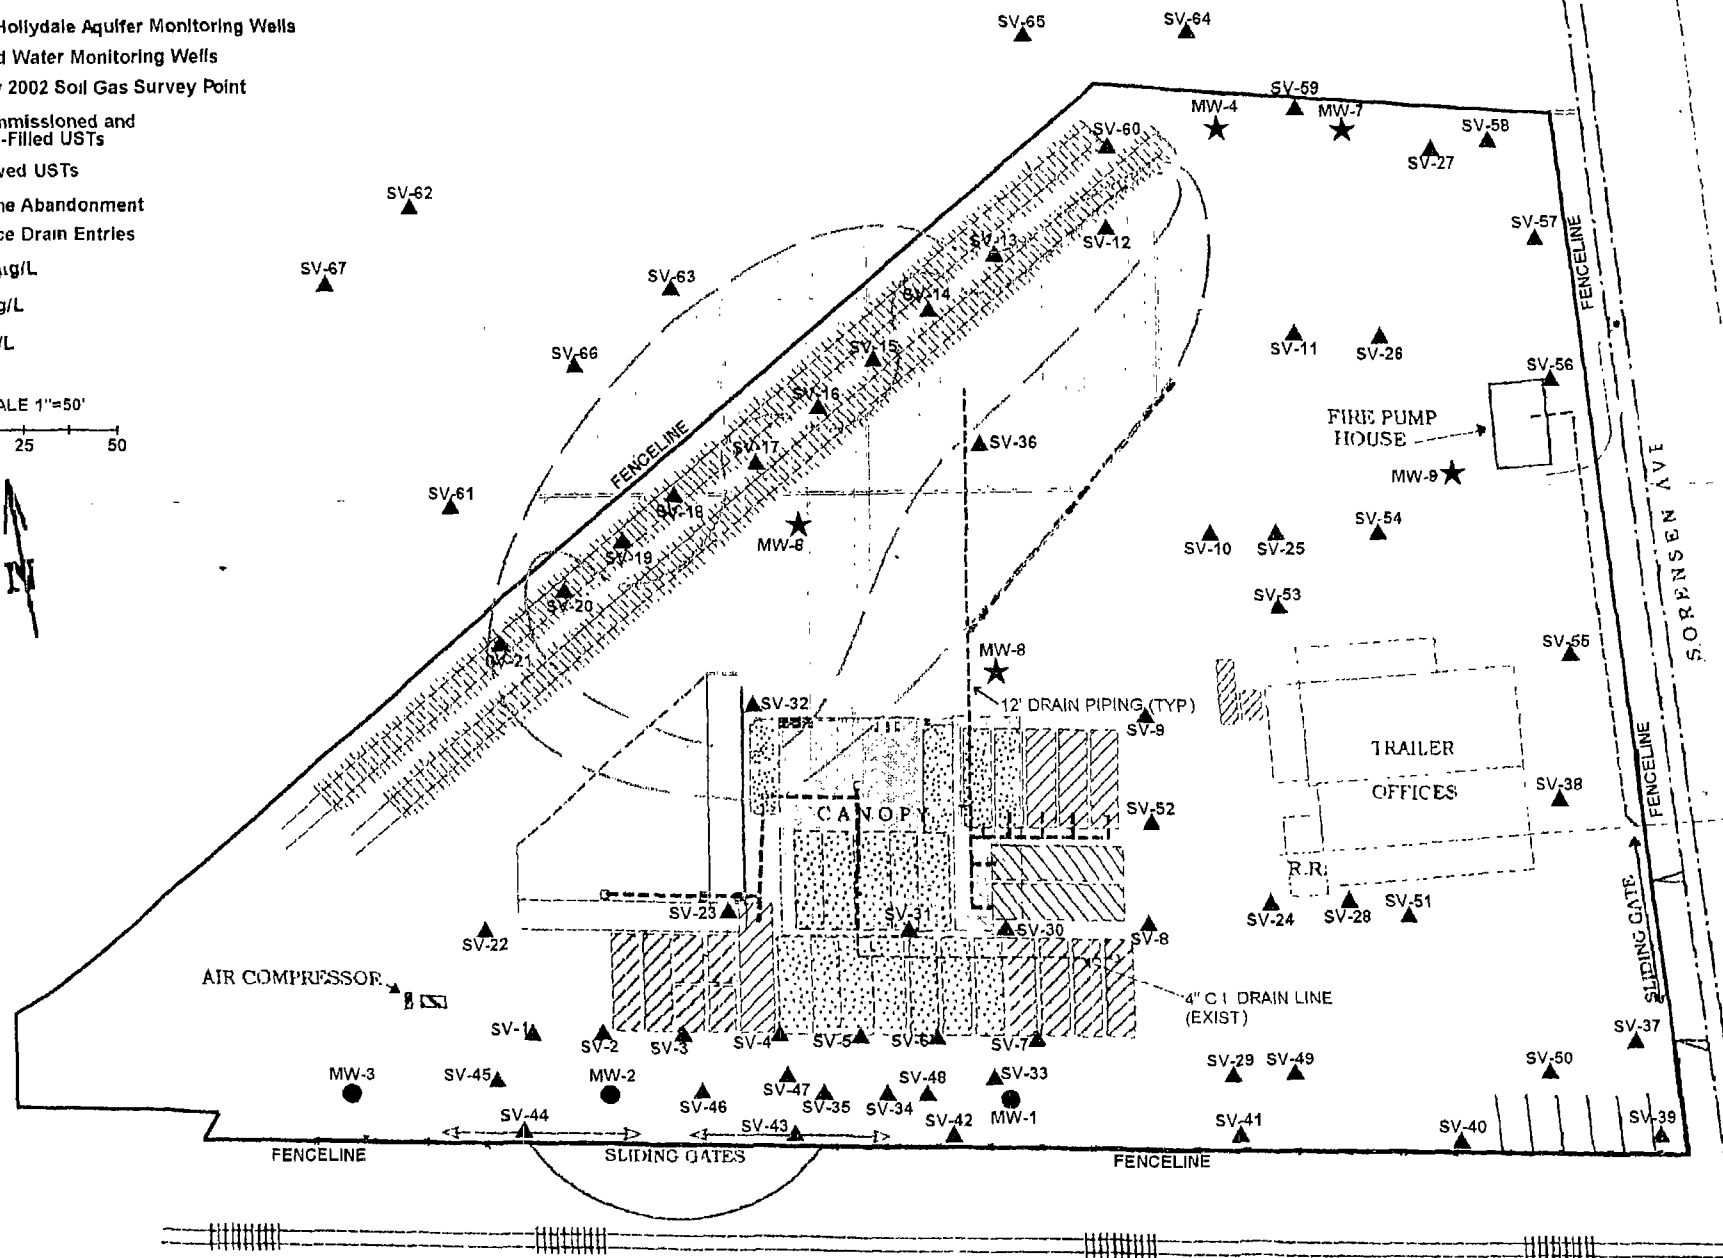 Hollydale Aquifer Monitoring Wells
Water Monitoring Wells
2002 Soil Gas Survey Point
and
-Filled USTs
USTs
Abandonment
Drain Entries
µg/L
g/L
/L
1"=50'
25 50
N
SV-65
SV-64
SV-59
MW-4
MW-7
SV-60
SV-58
SV-27
SV-62
SV-57
SV-12
SV-13
SV-67
SV-63
SV-14
FENCELINE
SV-11
SV-26
SV-66
SV-15
SV-56
SV-16
FIRE PUMP
HOUSE
SV-36
FENCELINE
SV-17
MW-9
SORENSEN AVE
SV-61
SV-18
MW-6
SV-10
SV-25
SV-54
SV-19
SV-20
SV-53
SV-21
MW-8
SV-55
SV-32
12' DRAIN PIPING (TYP)
SV-9
TRAILER
OFFICES
FENCELINE
SV-38
CANOPY
SV-52
R.R.
SV-23
SV-31
SV-30
SV-22
SV-8
SV-24
SV-28
SV-51
SLIDING GATE
AIR COMPRESSOR
4" C I DRAIN LINE
(EXIST)
SV-1
SV-2
SV-3
SV-4
SV-5
SV-6
SV-7
SV-37
MW-3
SV-45
MW-2
SV-47
SV-48
SV-33
SV-29
SV-49
SV-50
SV-46
SV-35
SV-34
MW-1
SV-44
SV-43
SV-42
SV-41
SV-40
SV-39
FENCELINE
SLIDING GATES
FENCELINE